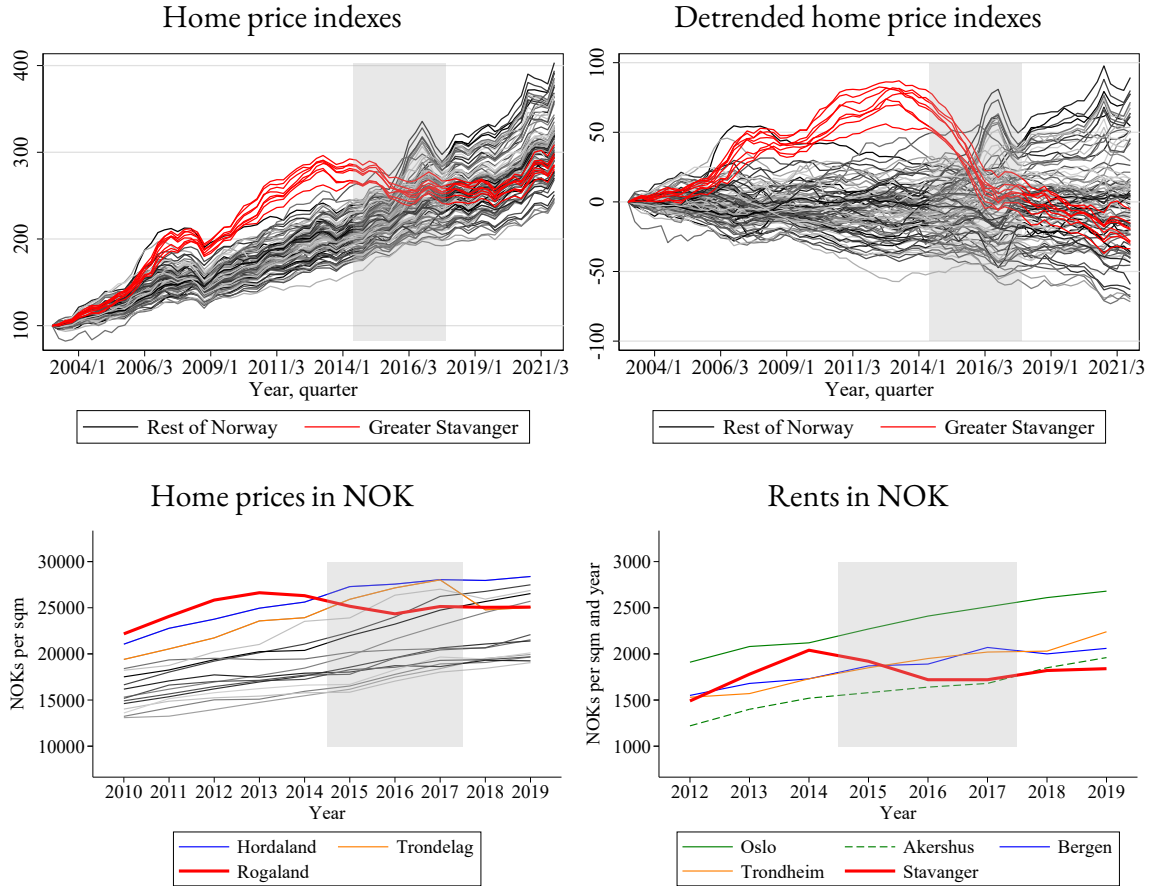 Home price indexes
400
300
200
100
2004/1 2006/3 2009/1 2011/3 2014/1 2016/3 2019/1 2021/3
Year, quarter
Rest of Norway Greater Stavanger
Detrended home price indexes
100
50
0
-50
-100
2004/1 2006/3 2009/1 2011/3 2014/1 2016/3 2019/1 2021/3
Year, quarter
Rest of Norway Greater Stavanger
Home prices in NOK
NOKs per sqm
30000
25000
20000
15000
10000
2010 2011 2012 2013 2014 2015 2016 2017 2018 2019
Year
Hordaland Trondelag
Rogaland
Rents in NOK
NOKs per sqm and year
3000
2500
2000
1500
1000
2012 2013 2014 2015 2016 2017 2018 2019
Year
Oslo Akershus Bergen
Trondheim Stavanger